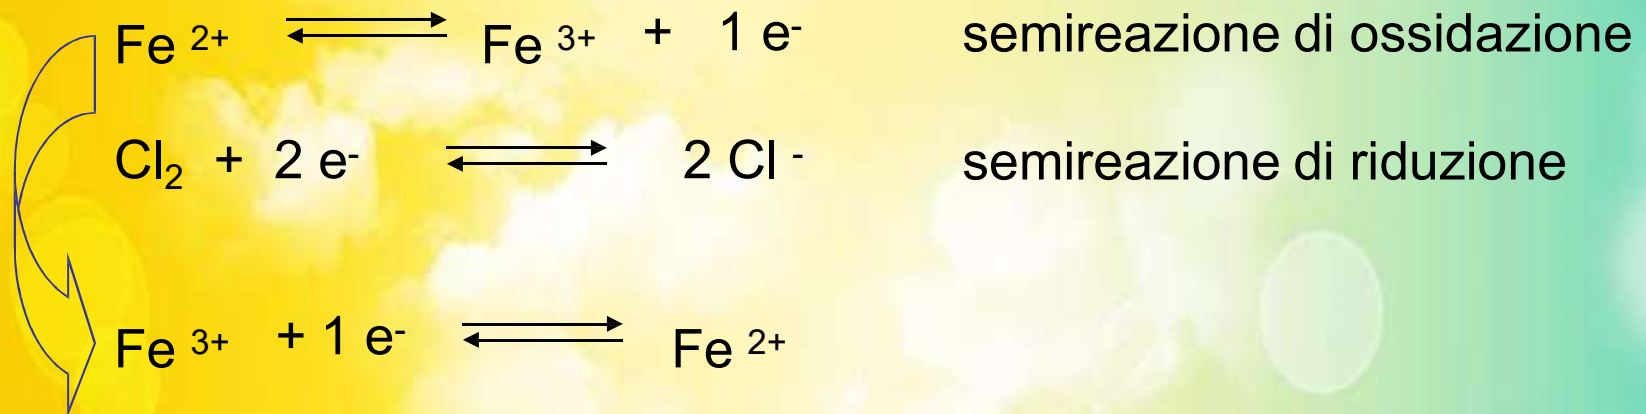 Fe 2+ ⇌ Fe 3+ + 1 e- semireazione di ossidazione
Cl2 + 2 e- ⇌ 2 Cl - semireazione di riduzione
Fe 3+ + 1 e- ⇌ Fe 2+